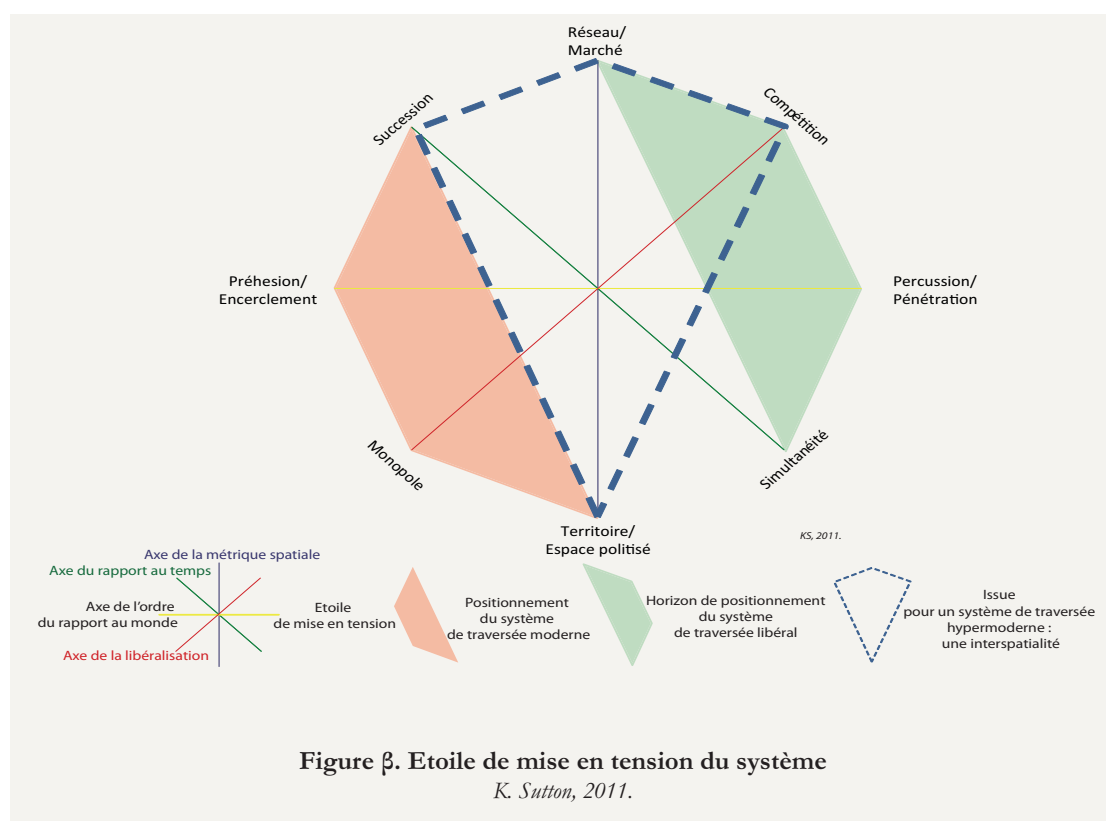 Réseau/
Marché
Succession
Compétition
Préhesion/
Encerclement
Percussion/
Pénétration
Monopole
Simultanéité
Territoire/
Espace politisé
KS, 2011.
Axe de la métrique spatiale
Axe du rapport au temps
Axe de l'ordre
du rapport au monde
Axe de la libéralisation
Etoile
de mise en tension
Positionnement
du système
de traversée moderne
Horizon de positionnement
du système
de traversée libéral
Issue
pour un système de traversée
hypermoderne :
une interspatialité
Figure β. Etoile de mise en tension du système
K. Sutton, 2011.